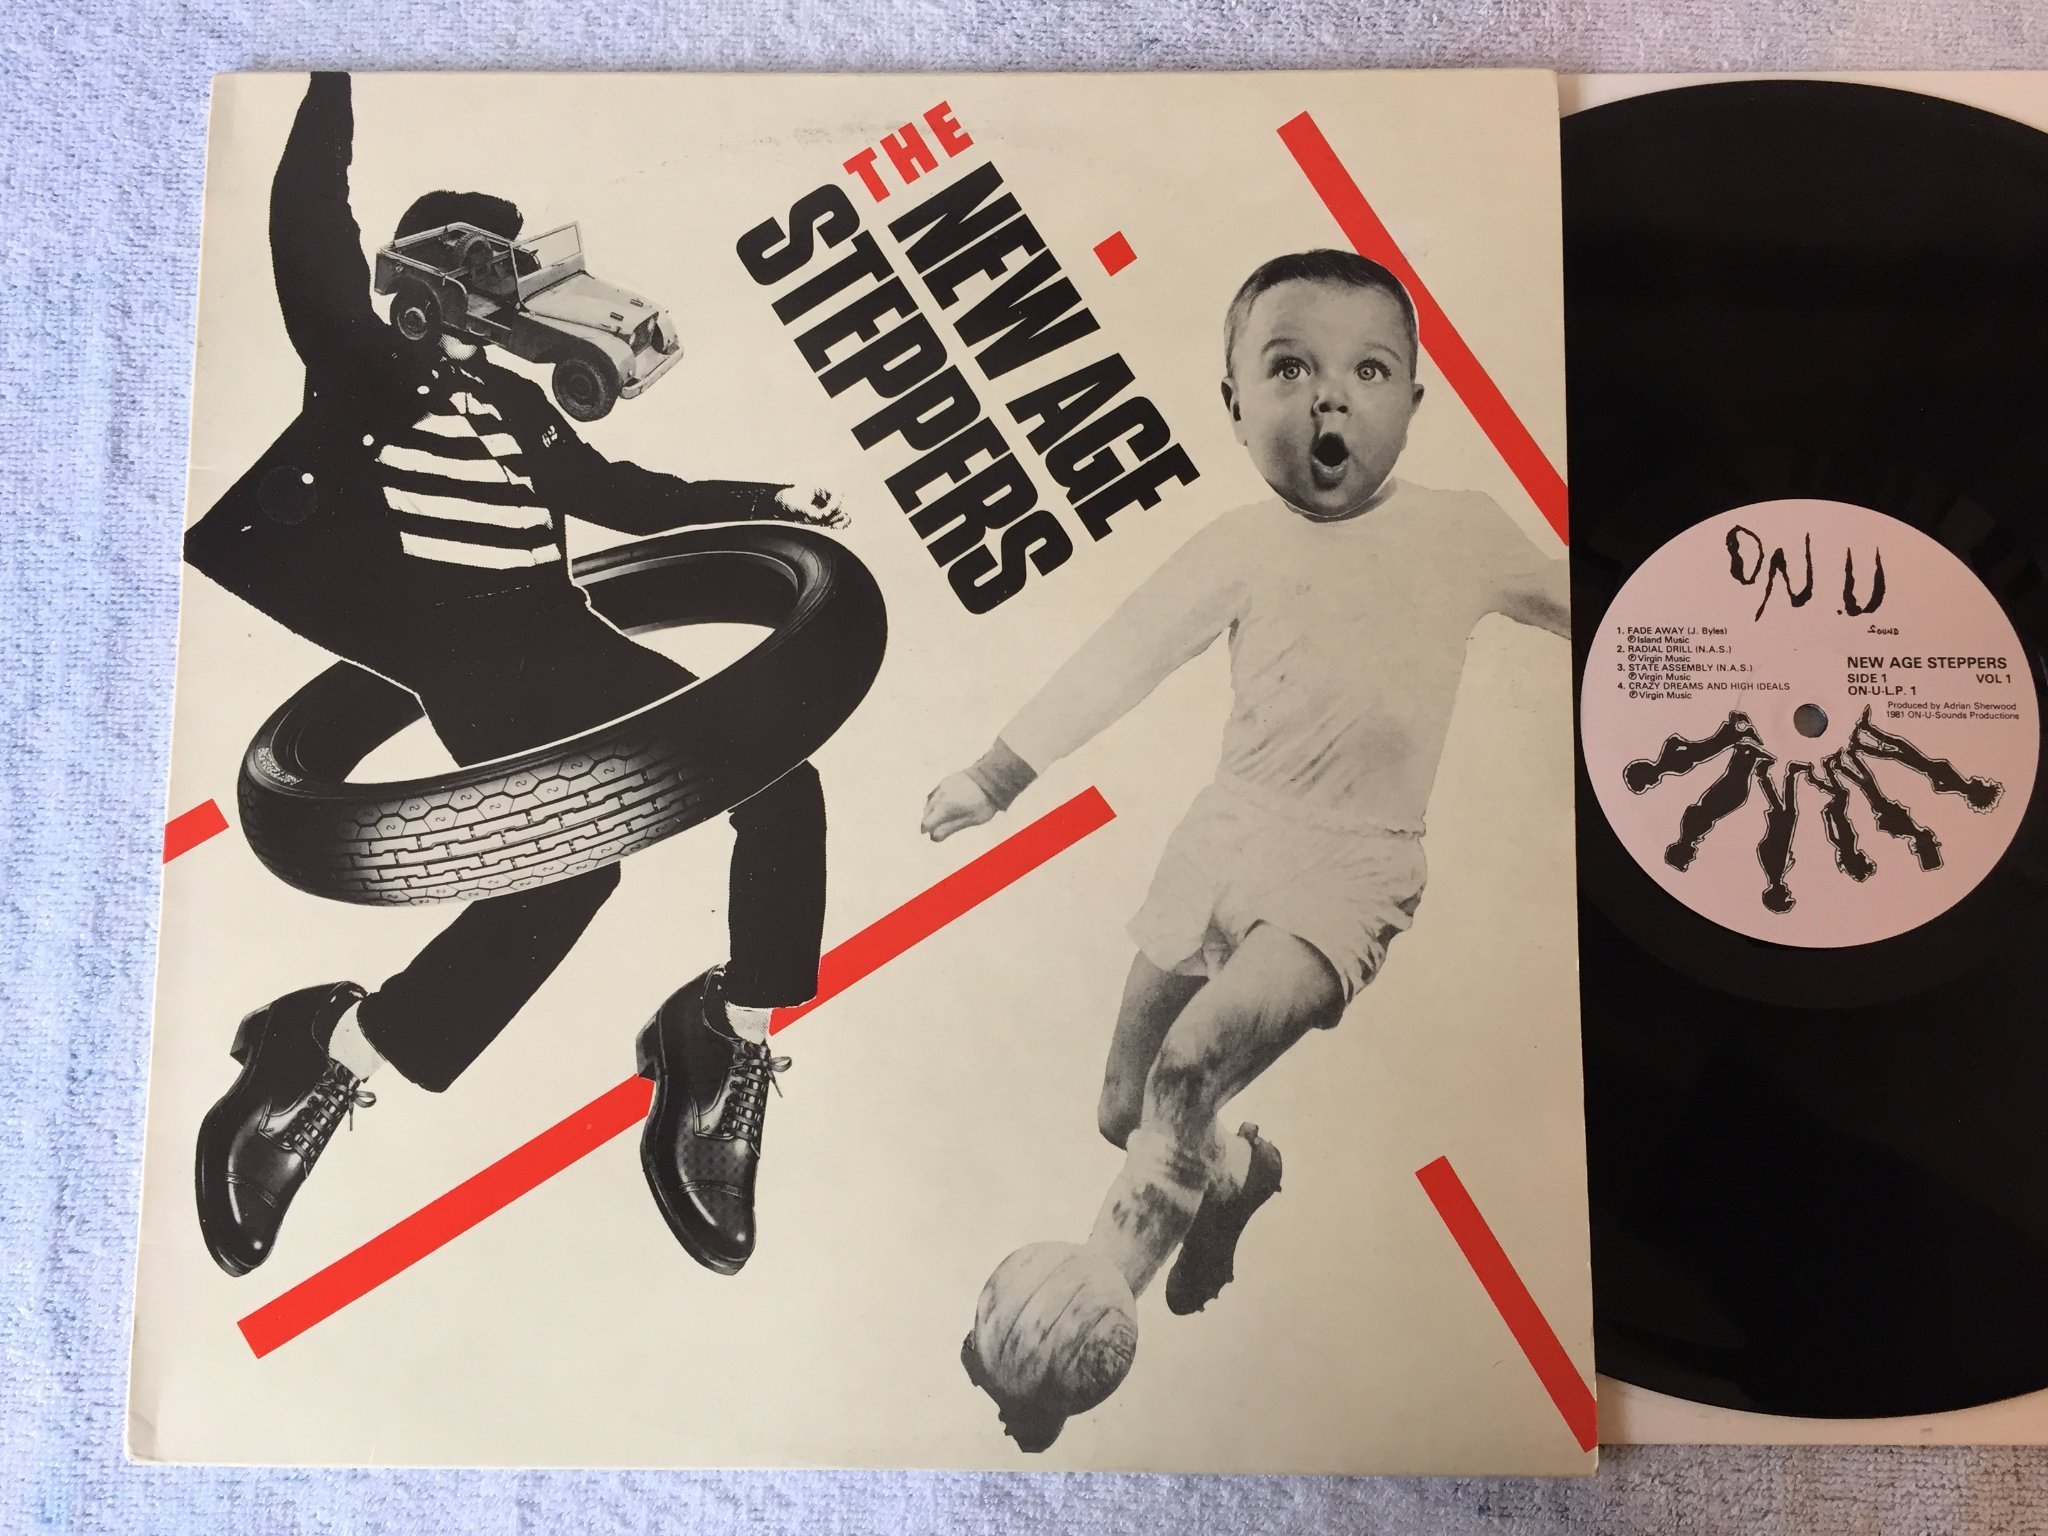 THE
NEW AGE
STEPPERS
ON.U
SOUND
1. FADE AWAY (J. Byles)
Ⓟ Island Music
2. RADIAL DRILL (N.A.S.)
Ⓟ Virgin Music
3. STATE ASSEMBLY (N.A.S.)
Ⓟ Virgin Music
4. CRAZY DREAMS AND HIGH IDEALS
Ⓟ Virgin Music
NEW AGE STEPPERS
SIDE 1 VOL 1
ON-U-L.P. 1
Produced by Adrian Sherwood
1981 ON-U-Sounds Productions